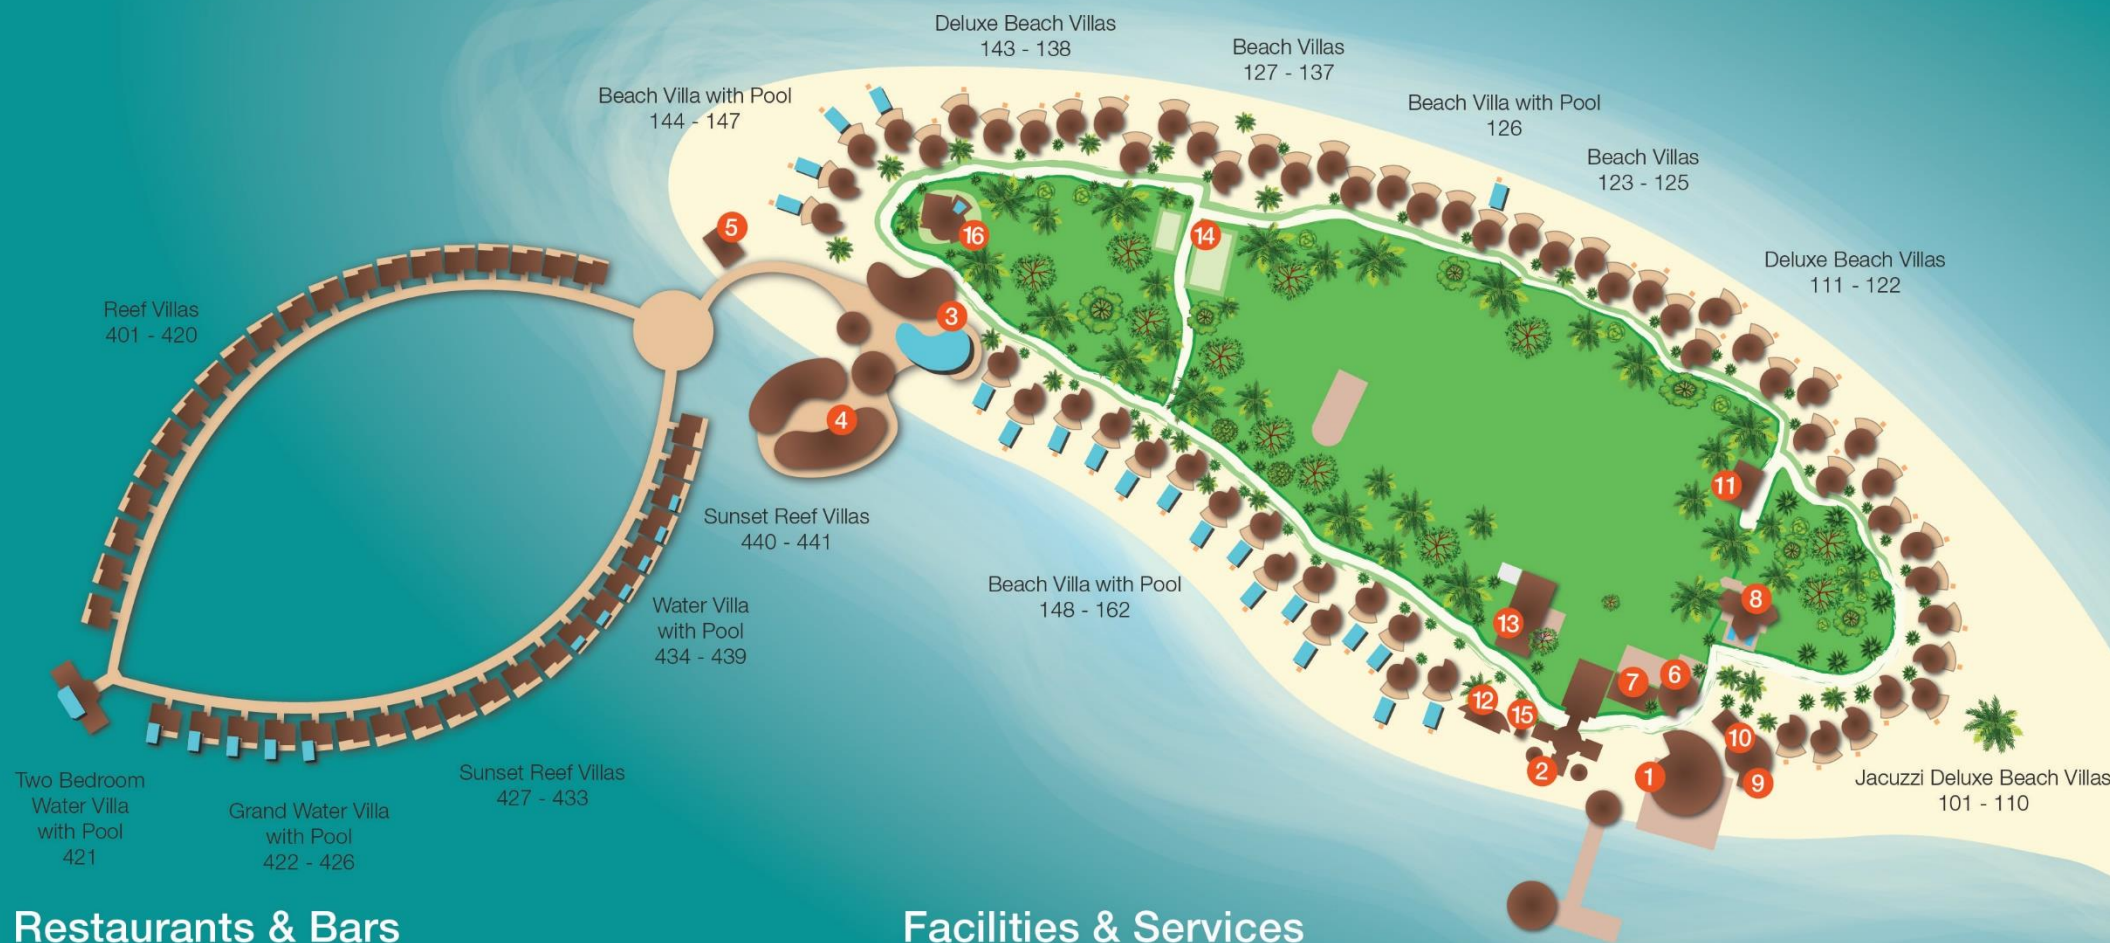 Deluxe Beach Villas
143 - 138
Beach Villas
127 - 137
Beach Villa with Pool
144 - 147
Beach Villa with Pool
126
Beach Villas
123 - 125
Deluxe Beach Villas
111 - 122
Reef Villas
401 - 420
5
16
14
3
4
11
Sunset Reef Villas
440 - 441
Beach Villa with Pool
148 - 162
Water Villa
with Pool
434 - 439
8
13
7
6
12
15
10
2
1
9
Two Bedroom
Water Villa
with Pool
421
Grand Water Villa
with Pool
422 - 426
Sunset Reef Villas
427 - 433
Jacuzzi Deluxe Beach Villas
101 - 110
Restaurants & Bars
Facilities & Services